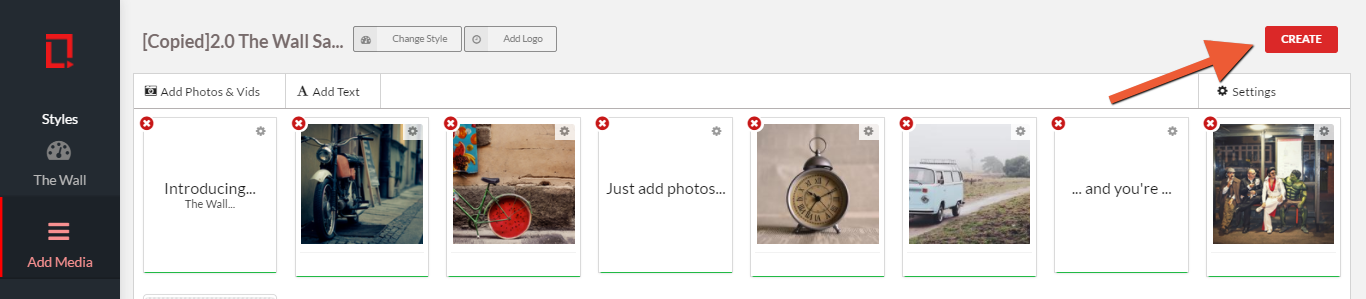 [Copied]2.0 The Wall Sa...
Change Style
Add Logo
CREATE
Add Photos & Vids
A Add Text
Settings
Styles
The Wall
Add Media
Introducing...
The Wall...
Just add photos...
... and you're ...